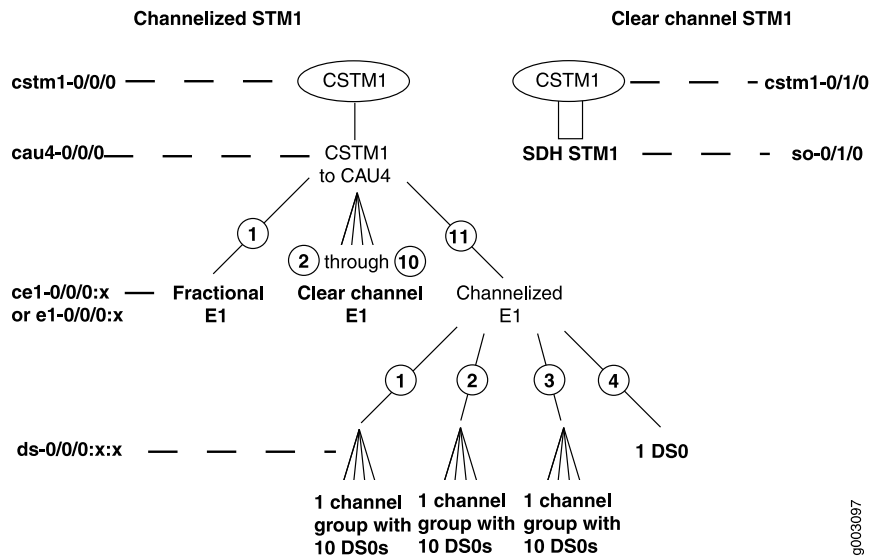 Channelized STM1
Clear channel STM1
cstm1-0/0/0
CSTM1
CSTM1
cstm1-0/1/0
cau4-0/0/0
CSTM1
to CAU4
SDH STM1
so-0/1/0
1
11
2 through 10
ce1-0/0/0:x
or e1-0/0/0:x
Fractional
E1
Clear channel
E1
Channelized
E1
1
2
3
4
ds-0/0/0:x:x
1 DS0
1 channel
group with
10 DS0s
1 channel
group with
10 DS0s
1 channel
group with
10 DS0s
g003097